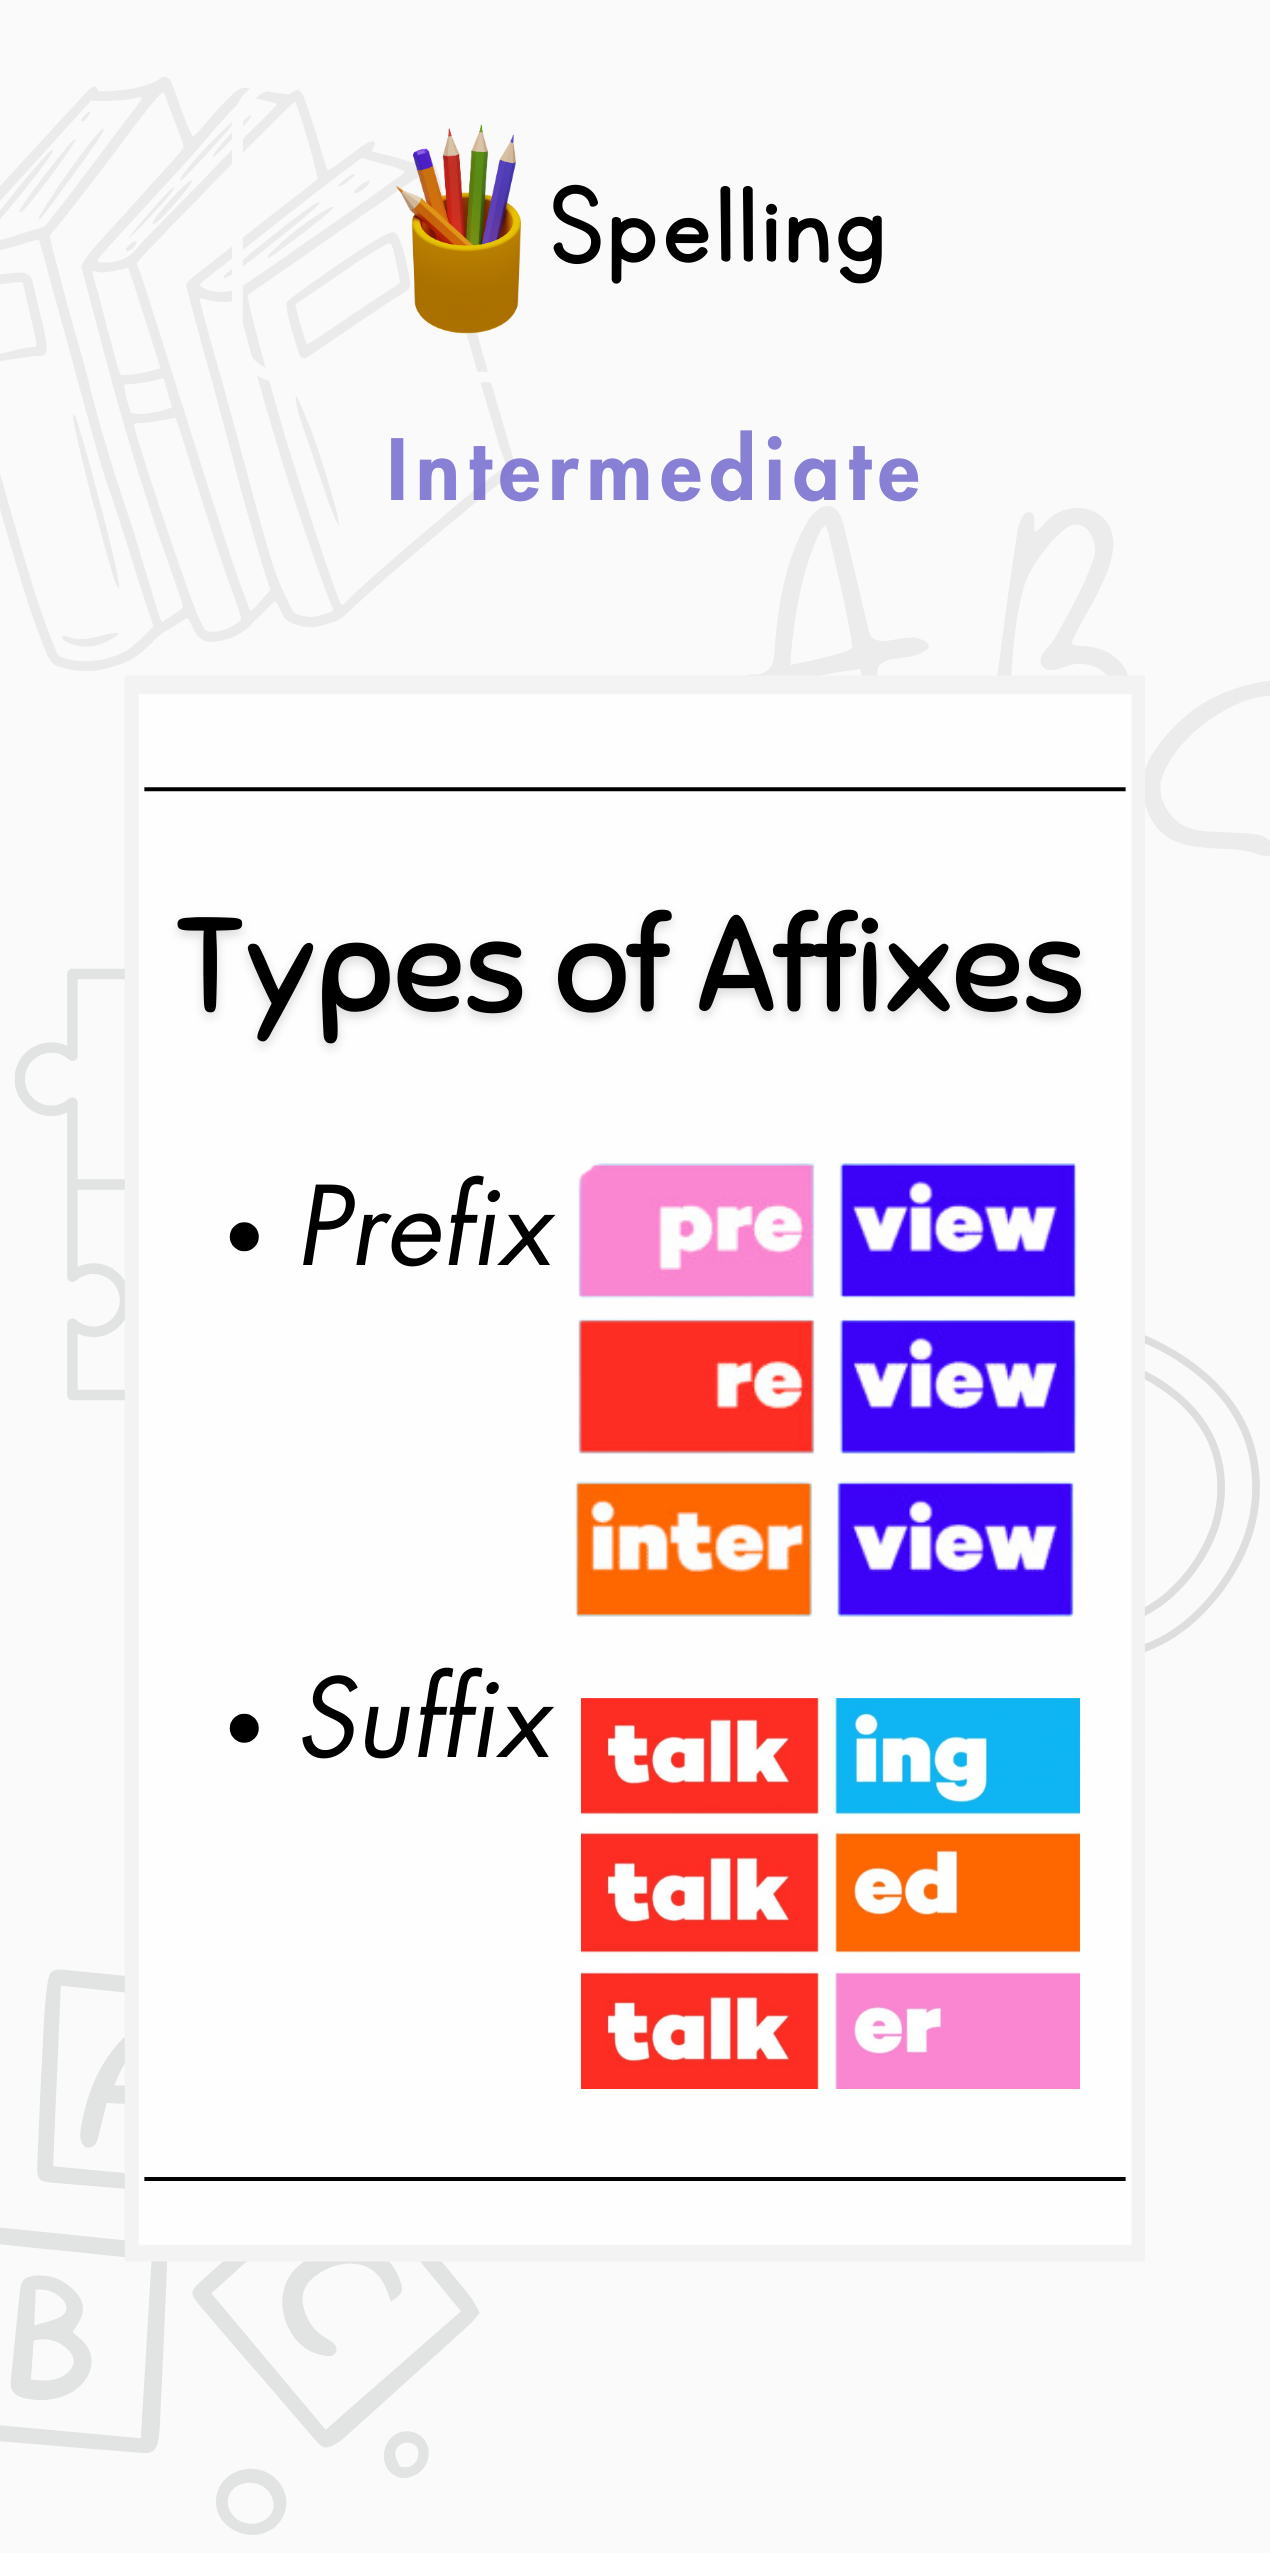 Spelling
Intermediate
A B C
Types of Affixes
• Prefix pre view
re view
inter view
• Suffix talk ing
talk ed
talk er
A
B C